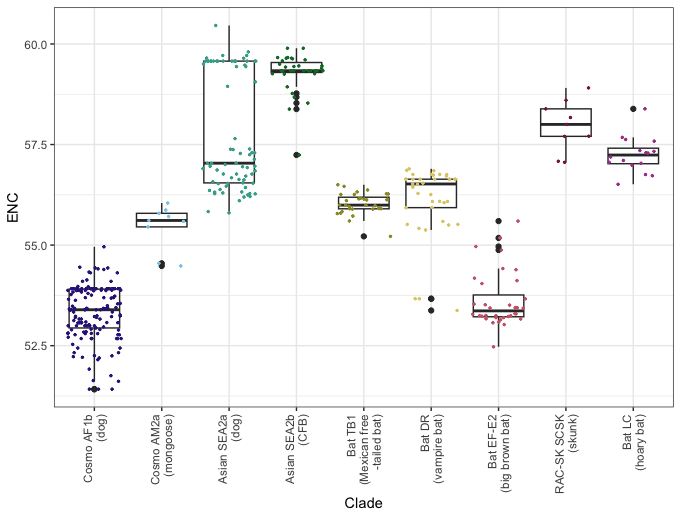 60.0
57.5
55.0
52.5
ENC
Cosmo AF1b
(dog)
Cosmo AM2a
(mongoose)
Asian SEA2a
(dog)
Asian SEA2b
(CFB)
Bat TB1
(Mexican free
-tailed bat)
Bat DR
(vampire bat)
Bat EF-E2
(big brown bat)
RAC-SK SCSK
(skunk)
Bat LC
(hoary bat)
Clade